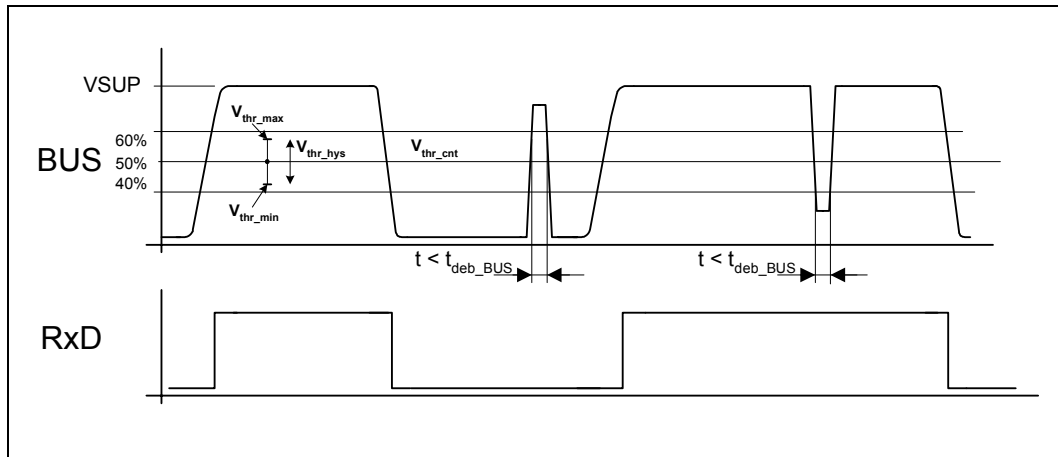 VSUP
V_thr_max
60%
V_thr_hys
V_thr_cnt
BUS
50%
40%
V_thr_min
t < t_deb_BUS
t < t_deb_BUS
RxD